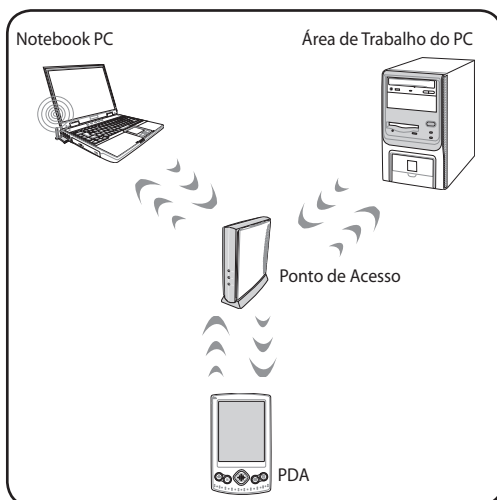 Notebook PC
Área de Trabalho do PC
Ponto de Acesso
PDA